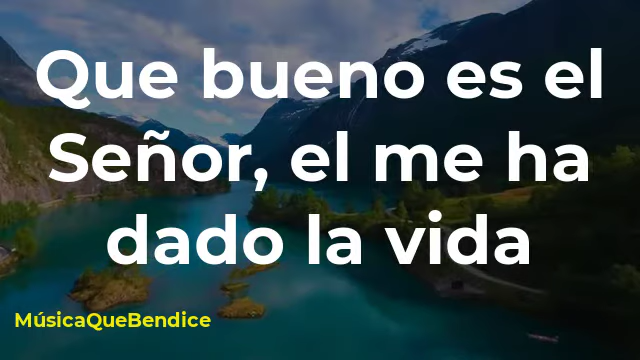 Que bueno es el
Señor, el me ha
dado la vida
MúsicaQueBendice